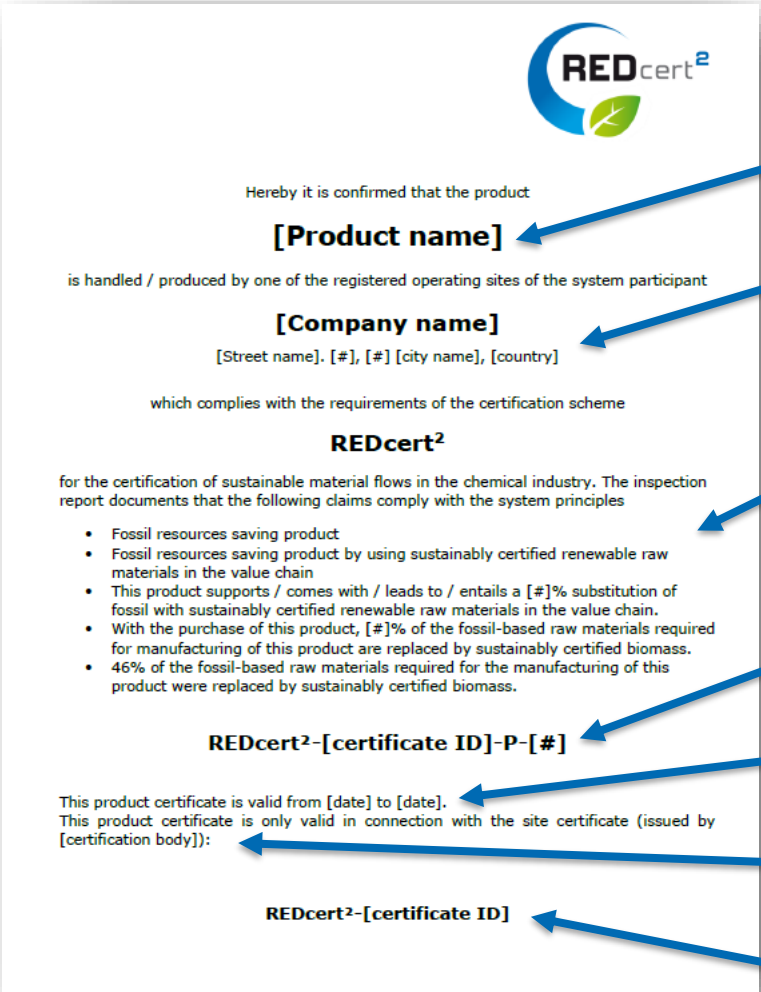 REDcert²
Hereby it is confirmed that the product
[Product name]
is handled / produced by one of the registered operating sites of the system participant
[Company name]
[Street name]. [#], [#] [city name], [country]
which complies with the requirements of the certification scheme
REDcert²
for the certification of sustainable material flows in the chemical industry. The inspection
report documents that the following claims comply with the system principles
• Fossil resources saving product
• Fossil resources saving product by using sustainably certified renewable raw
materials in the value chain
• This product supports / comes with / leads to / entails a [#]% substitution of
fossil with sustainably certified renewable raw materials in the value chain.
• With the purchase of this product, [#]% of the fossil-based raw materials required
for manufacturing of this product are replaced by sustainably certified biomass.
• 46% of the fossil-based raw materials required for the manufacturing of this
product were replaced by sustainably certified biomass.
REDcert²-[certificate ID]-P-[#]
This product certificate is valid from [date] to [date].
This product certificate is only valid in connection with the site certificate (issued by
[certification body]):
REDcert²-[certificate ID]